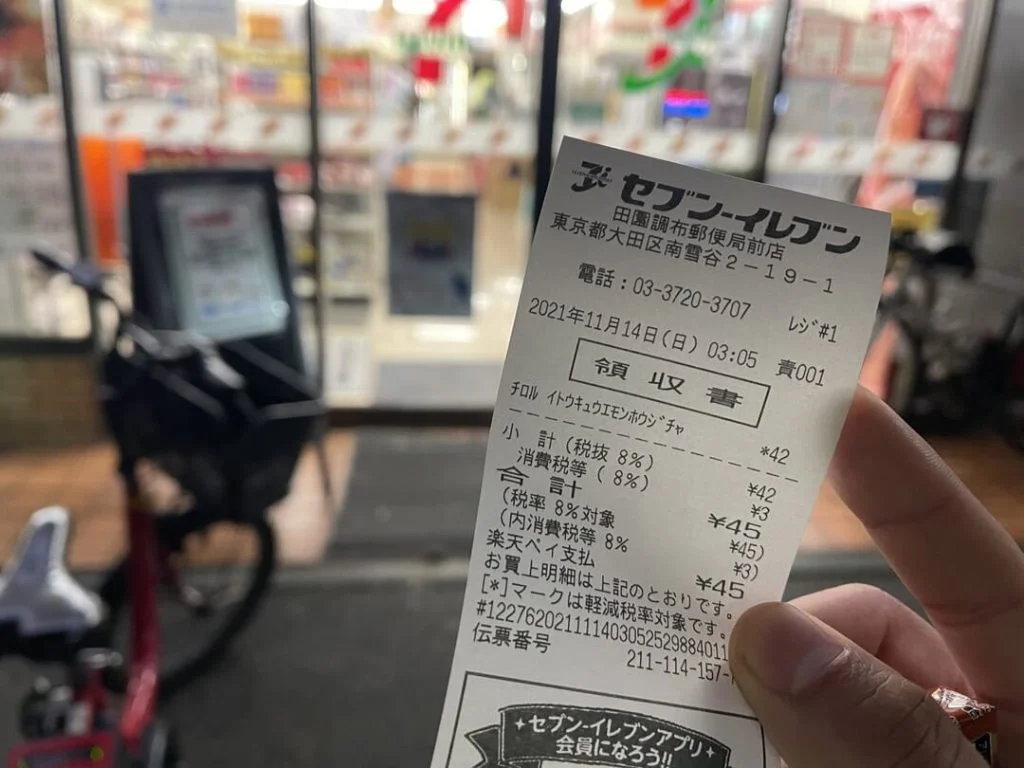 セブン-イレブン
田園調布郵便局前店
東京都大田区南雪谷2-19-1
電話:03-3720-3707 レジ#1
2021年11月14日(日) 03:05 責001
領収書
チロル イトウキュウエモンホウジチャ *42
小計(税抜 8%) ¥42
消費税等( 8%) ¥3
合計 ¥45
(税率 8%対象 ¥45)
(内消費税等 8% ¥3)
楽天ペイ支払 ¥45
お買上明細は上記のとおりです。
[*]マークは軽減税率対象です。
伝票番号 211-114-157-
セブン-イレブンアプリ
会員になろう!!